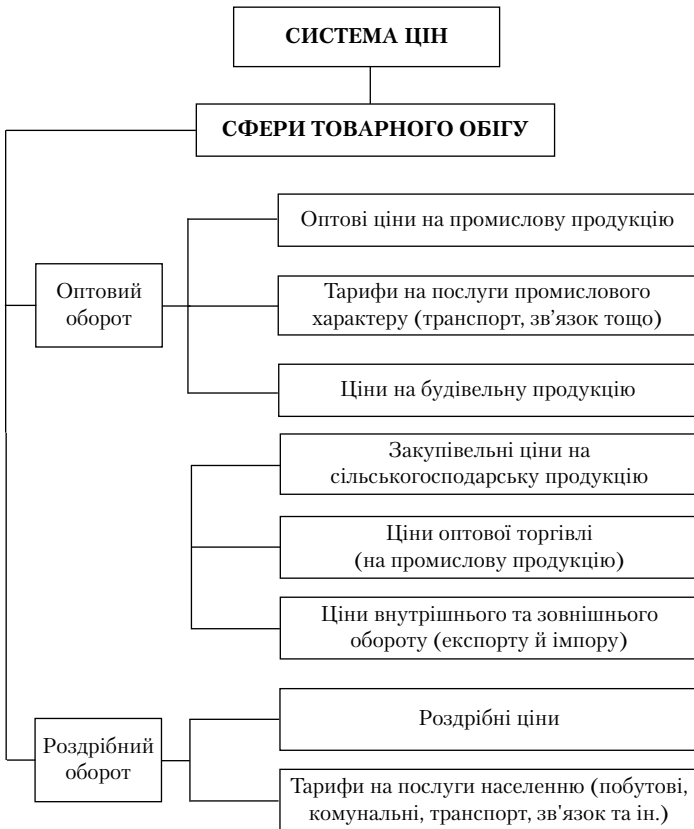 СИСТЕМА ЦІН
СФЕРИ ТОВАРНОГО ОБІГУ
Оптовий
оборот
Оптові ціни на промислову продукцію
Тарифи на послуги промислового
характеру (транспорт, зв’язок тощо)
Ціни на будівельну продукцію
Закупівельні ціни на
сільськогосподарську продукцію
Ціни оптової торгівлі
(на промислову продукцію)
Ціни внутрішнього та зовнішнього
обороту (експорту й імпору)
Роздрібний
оборот
Роздрібні ціни
Тарифи на послуги населенню (побутові,
комунальні, транспорт, зв'язок та ін.)